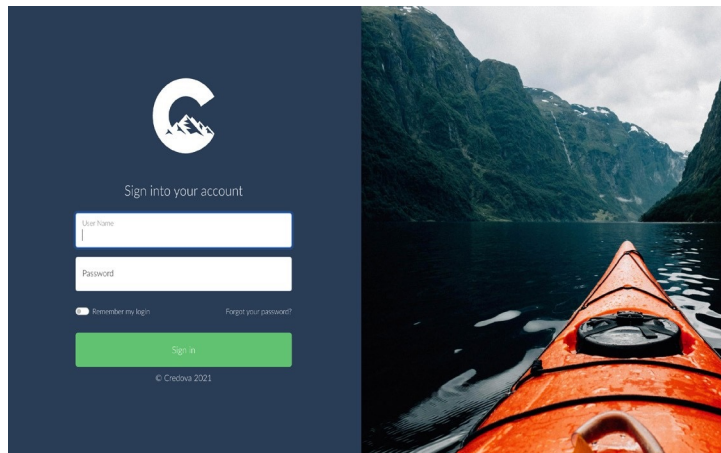 Sign into your account
User Name
Password
Remember my login Forgot your password?
Sign in
© Credova 2021